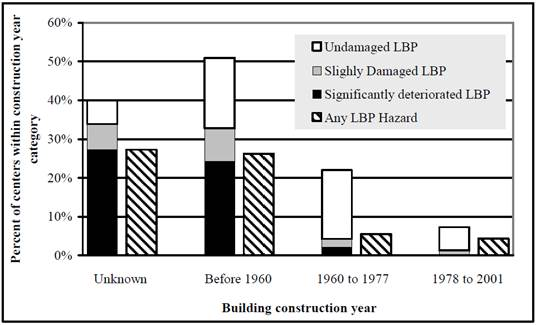 60%
50%
40%
30%
20%
10%
0%
Percent of centers within construction year
category
Undamaged LBP
Slighly Damaged LBP
Significantly deteriorated LBP
Any LBP Hazard
Unknown Before 1960 1960 to 1977 1978 to 2001
Building construction year